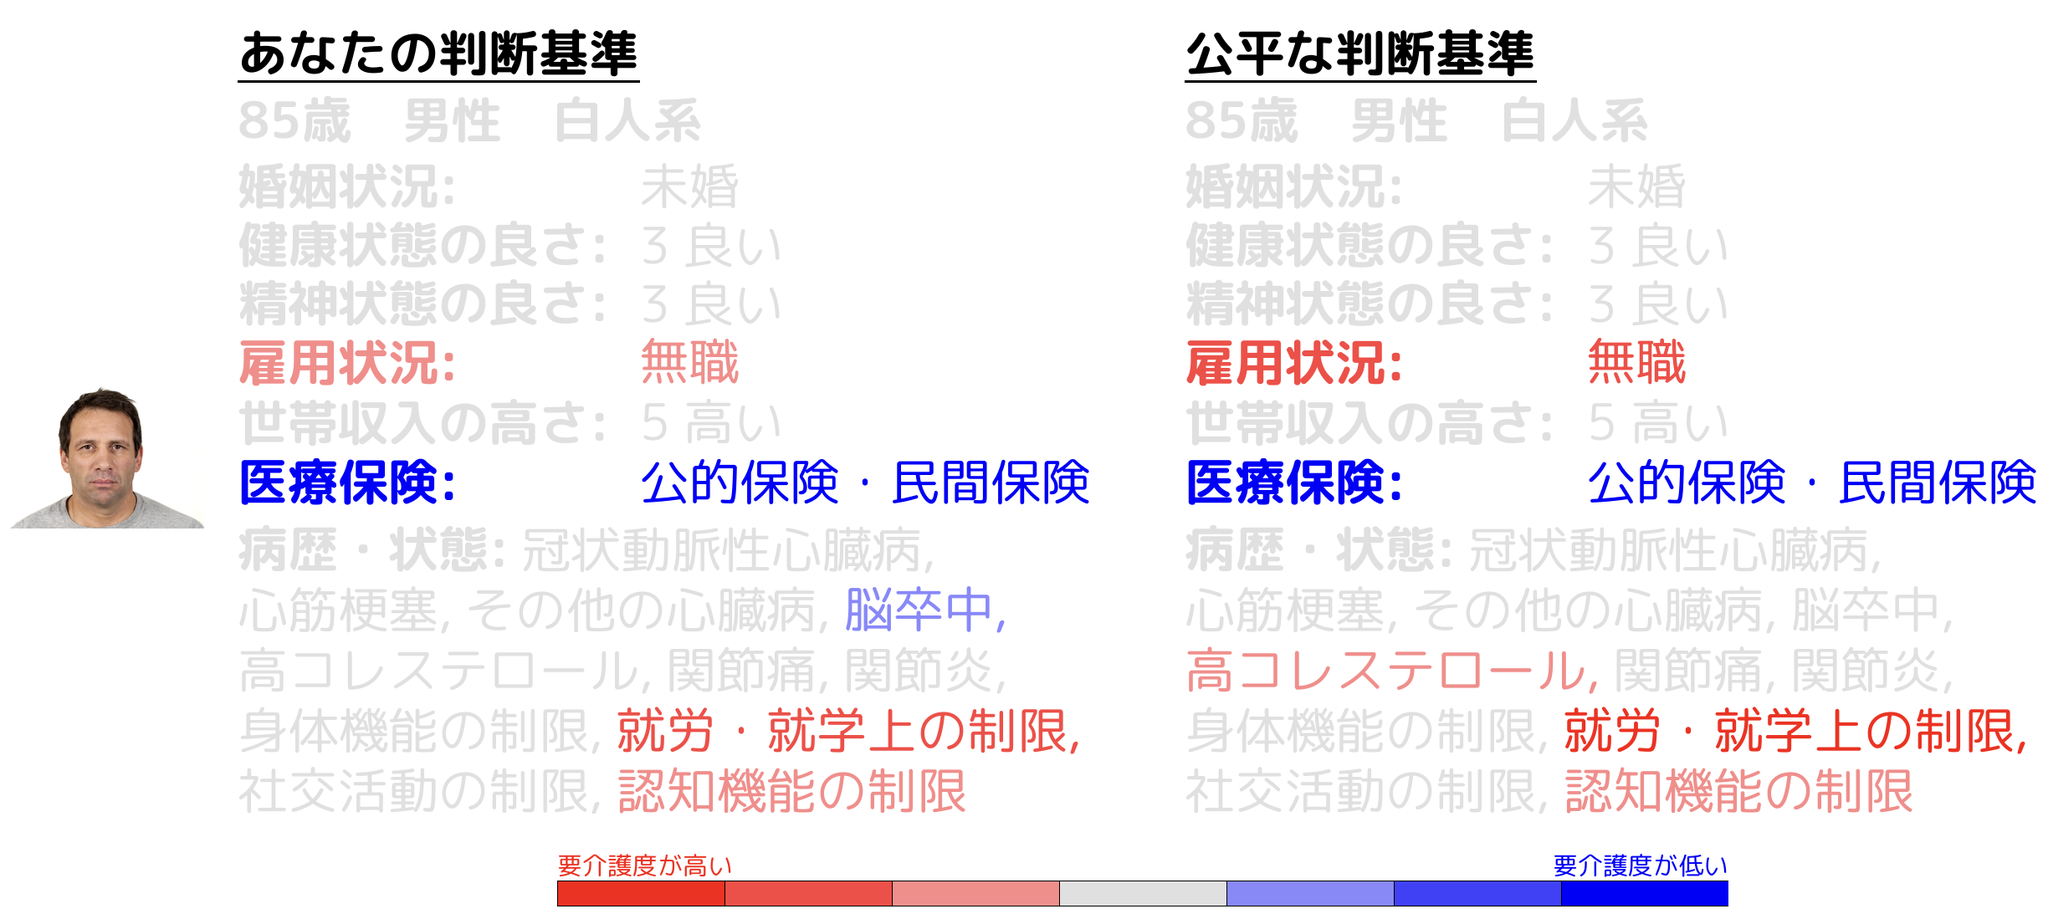 あなたの判断基準
85歳　男性　白人系
婚姻状況: 未婚
健康状態の良さ: 3 良い
精神状態の良さ: 3 良い
雇用状況: 無職
世帯収入の高さ: 5 高い
医療保険: 公的保険・民間保険
病歴・状態: 冠状動脈性心臓病,
心筋梗塞, その他の心臓病, 脳卒中,
高コレステロール, 関節痛, 関節炎,
身体機能の制限, 就労・就学上の制限,
社交活動の制限, 認知機能の制限
公平な判断基準
85歳　男性　白人系
婚姻状況: 未婚
健康状態の良さ: 3 良い
精神状態の良さ: 3 良い
雇用状況: 無職
世帯収入の高さ: 5 高い
医療保険: 公的保険・民間保険
病歴・状態: 冠状動脈性心臓病,
心筋梗塞, その他の心臓病, 脳卒中,
高コレステロール, 関節痛, 関節炎,
身体機能の制限, 就労・就学上の制限,
社交活動の制限, 認知機能の制限
要介護度が高い
要介護度が低い